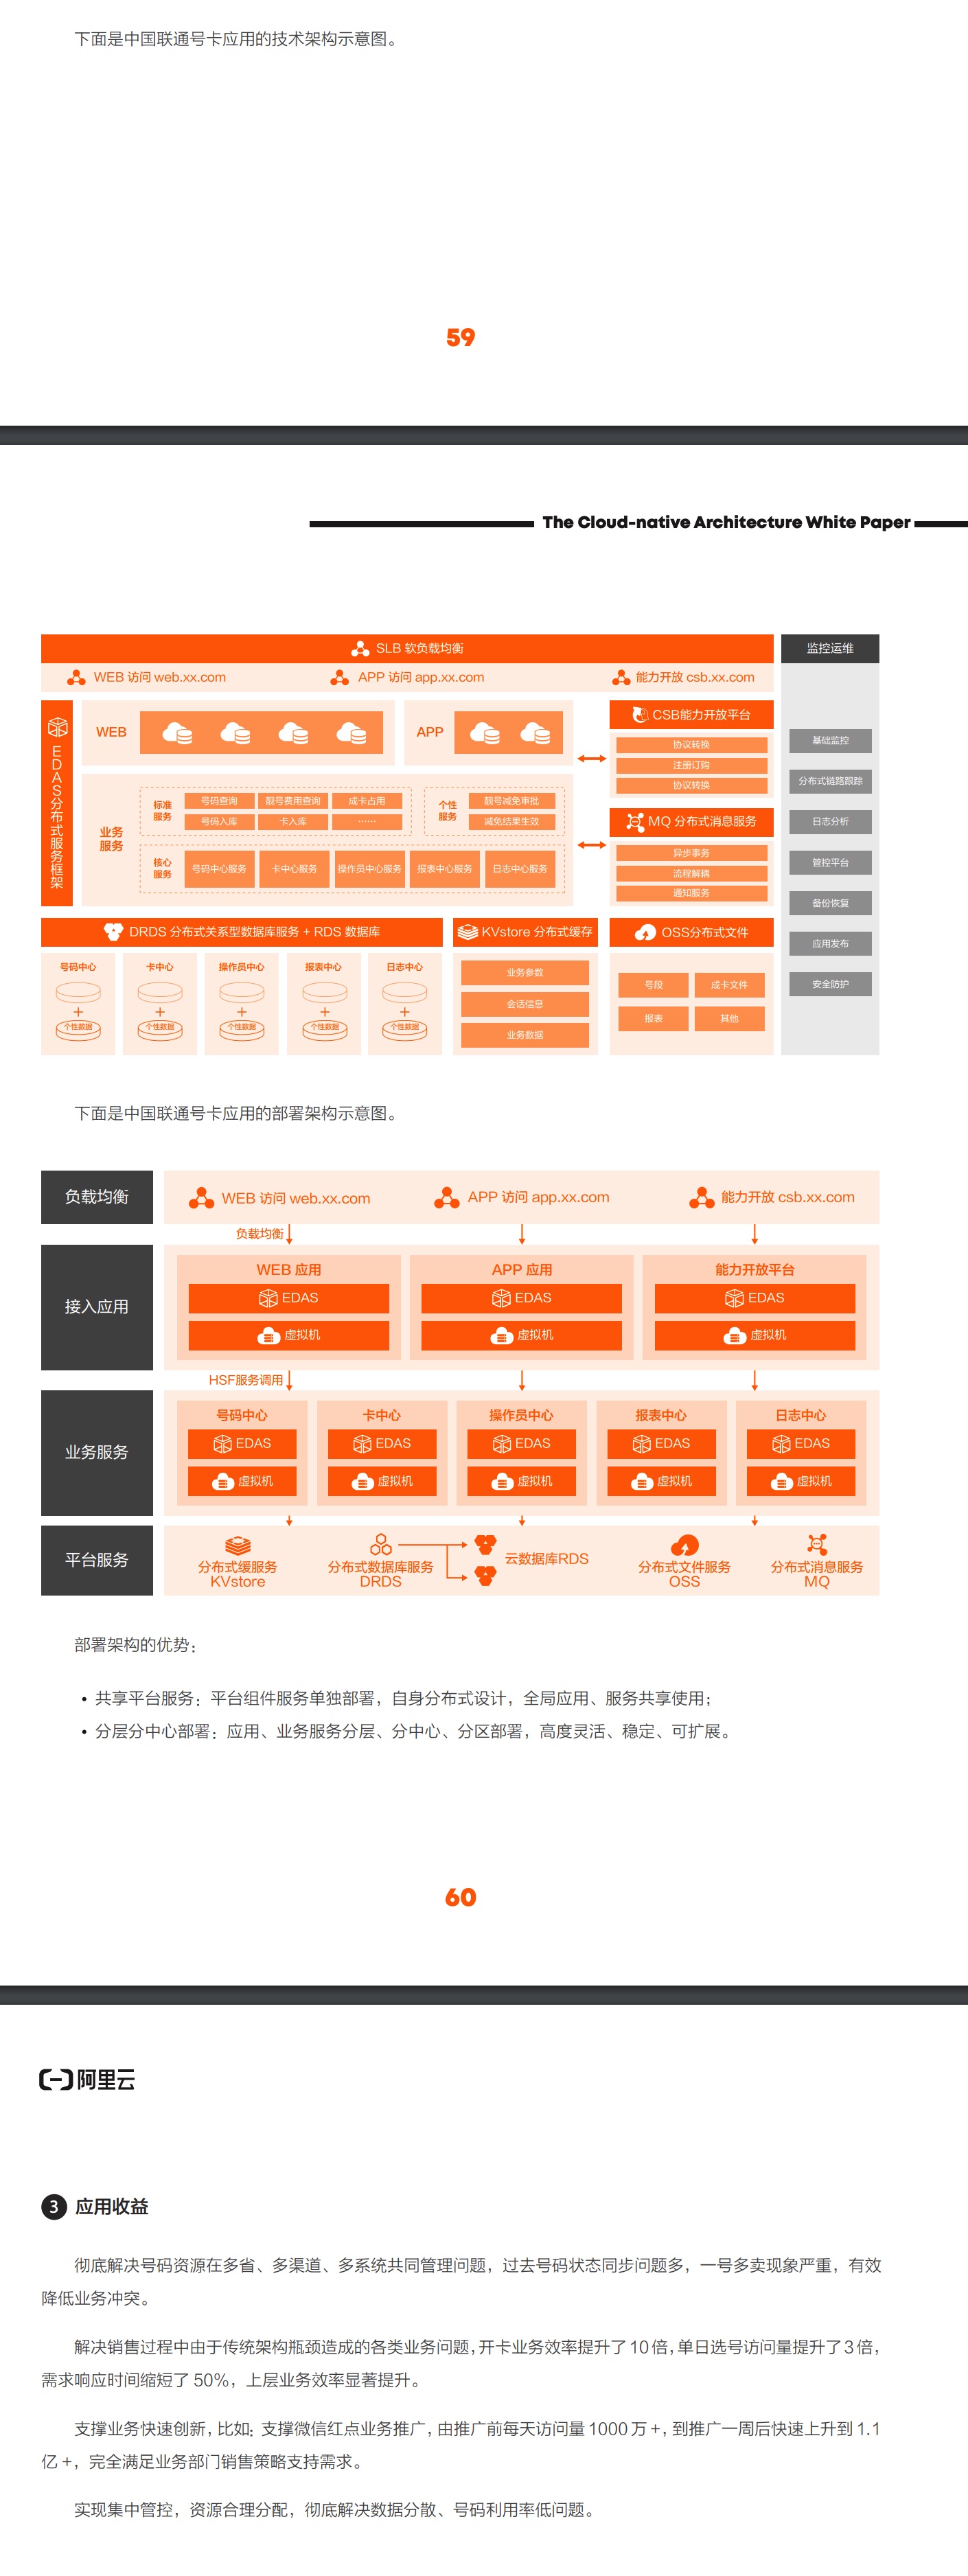 下面是中国联通号卡应用的技术架构示意图。
59
The Cloud-native Architecture White Paper
SLB 软负载均衡
监控运维
WEB 访问 web.xx.com
APP 访问 app.xx.com
能力开放 csb.xx.com
EDAS分布式服务框架
WEB
APP
CSB能力开放平台
协议转换
注册订购
协议转换
业务服务
标准服务
号码查询
靓号费用查询
成卡占用
号码入库
卡入库
······
个性服务
靓号减免审批
减免结果生效
核心服务
号码中心服务
卡中心服务
操作员中心服务
报表中心服务
日志中心服务
MQ 分布式消息服务
异步事务
流程解耦
通知服务
基础监控
分布式链路跟踪
日志分析
管控平台
备份恢复
应用发布
安全防护
DRDS 分布式关系型数据库服务 + RDS 数据库
KVstore 分布式缓存
OSS分布式文件
号码中心
卡中心
操作员中心
报表中心
日志中心
+
+
+
+
+
个性数据
个性数据
个性数据
个性数据
个性数据
业务参数
会话信息
业务数据
号段
成卡文件
报表
其他
下面是中国联通号卡应用的部署架构示意图。
负载均衡
WEB 访问 web.xx.com
APP 访问 app.xx.com
能力开放 csb.xx.com
负载均衡
接入应用
WEB 应用
APP 应用
能力开放平台
EDAS
EDAS
EDAS
虚拟机
虚拟机
虚拟机
HSF服务调用
业务服务
号码中心
卡中心
操作员中心
报表中心
日志中心
EDAS
EDAS
EDAS
EDAS
EDAS
虚拟机
虚拟机
虚拟机
虚拟机
虚拟机
平台服务
分布式缓服务
KVstore
分布式数据库服务
DRDS
云数据库RDS
分布式文件服务
OSS
分布式消息服务
MQ
部署架构的优势：
• 共享平台服务：平台组件服务单独部署，自身分布式设计，全局应用、服务共享使用；
• 分层分中心部署：应用、业务服务分层、分中心、分区部署，高度灵活、稳定、可扩展。
60
阿里云
3 应用收益
彻底解决号码资源在多省、多渠道、多系统共同管理问题，过去号码状态同步问题多，一号多卖现象严重，有效
降低业务冲突。
解决销售过程中由于传统架构瓶颈造成的各类业务问题，开卡业务效率提升了 10 倍，单日选号访问量提升了 3 倍，
需求响应时间缩短了 50%，上层业务效率显著提升。
支撑业务快速创新，比如：支撑微信红点业务推广，由推广前每天访问量 1000 万 +，到推广一周后快速上升到 1.1
亿 +，完全满足业务部门销售策略支持需求。
实现集中管控，资源合理分配，彻底解决数据分散、号码利用率低问题。